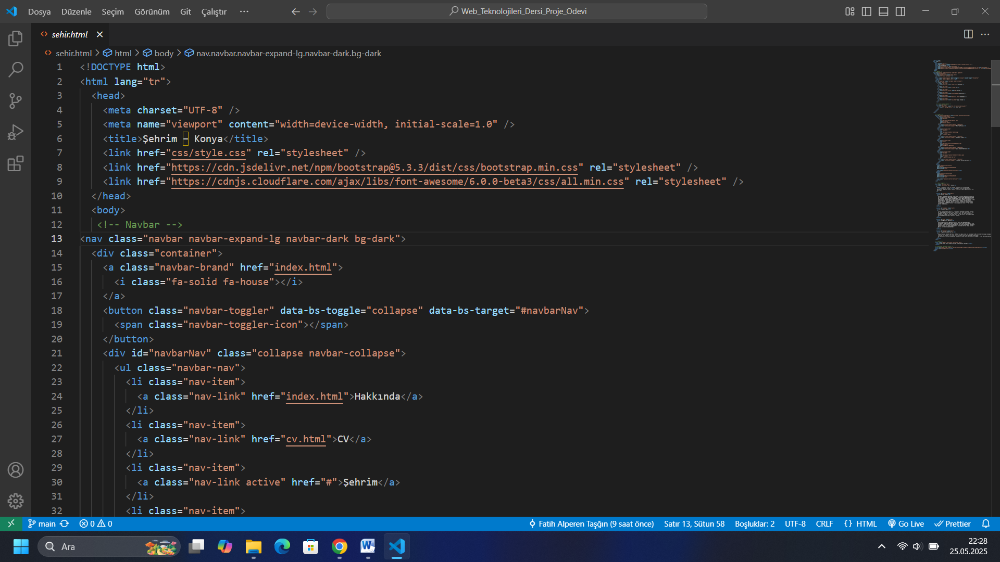 Dosya Düzenle Seçim Görünüm Git Çalıştır ··· Web_Teknolojileri_Dersi_Proje_Odevi
sehir.html
sehir.html > html > body > nav.navbar.navbar-expand-lg.navbar-dark.bg-dark
1 <!DOCTYPE html>
2 <html lang="tr">
3 <head>
4 <meta charset="UTF-8" />
5 <meta name="viewport" content="width=device-width, initial-scale=1.0" />
6 <title>Şehrim – Konya</title>
7 <link href="css/style.css" rel="stylesheet" />
8 <link href="https://cdn.jsdelivr.net/npm/bootstrap@5.3.3/dist/css/bootstrap.min.css" rel="stylesheet" />
9 <link href="https://cdnjs.cloudflare.com/ajax/libs/font-awesome/6.0.0-beta3/css/all.min.css" rel="stylesheet" />
10 </head>
11 <body>
12 <!-- Navbar -->
13 <nav class="navbar navbar-expand-lg navbar-dark bg-dark">
14 <div class="container">
15 <a class="navbar-brand" href="index.html">
16 <i class="fa-solid fa-house"></i>
17 </a>
18 <button class="navbar-toggler" data-bs-toggle="collapse" data-bs-target="#navbarNav">
19 <span class="navbar-toggler-icon"></span>
20 </button>
21 <div id="navbarNav" class="collapse navbar-collapse">
22 <ul class="navbar-nav">
23 <li class="nav-item">
24 <a class="nav-link" href="index.html">Hakkında</a>
25 </li>
26 <li class="nav-item">
27 <a class="nav-link" href="cv.html">CV</a>
28 </li>
29 <li class="nav-item">
30 <a class="nav-link active" href="#">Şehrim</a>
31 </li>
32 <li class="nav-item">
main 0 0 Fatih Alperen Taşğın (9 saat önce) Satır 13, Sütun 58 Boşluklar: 2 UTF-8 CRLF {} HTML Go Live Prettier
Ara
22:28
25.05.2025